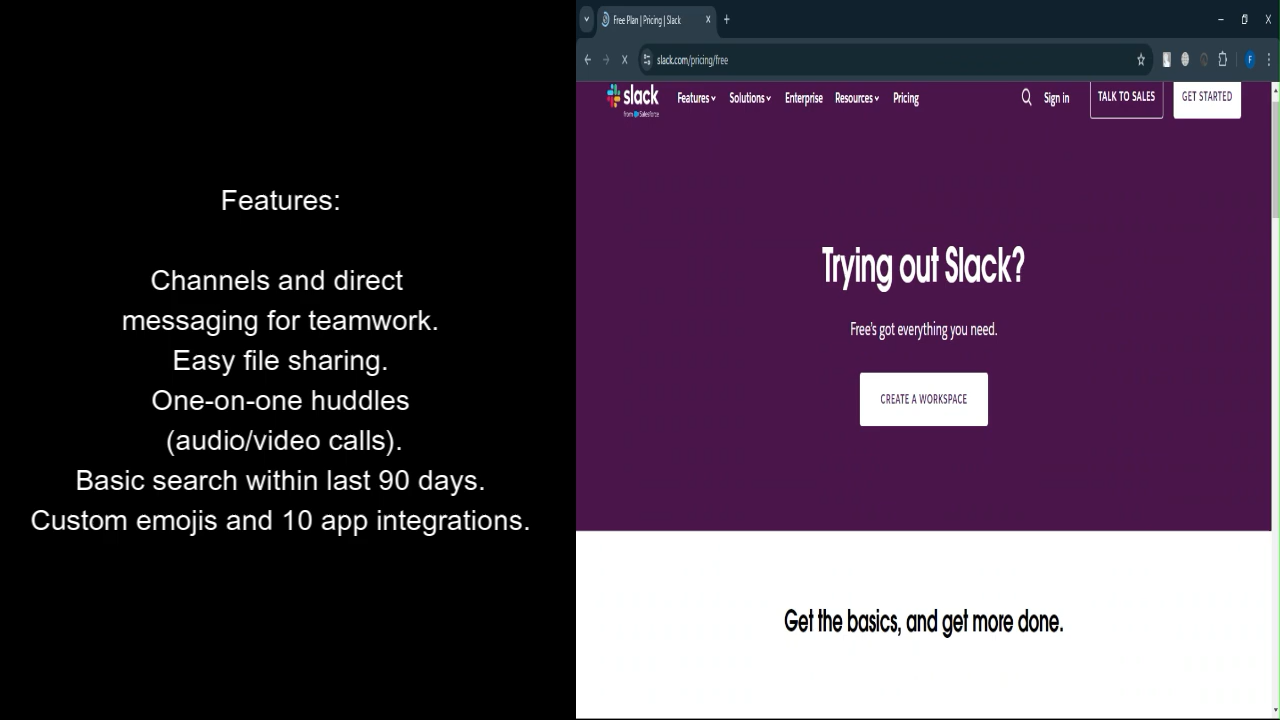 Features:
Channels and direct
messaging for teamwork.
Easy file sharing.
One-on-one huddles
(audio/video calls).
Basic search within last 90 days.
Custom emojis and 10 app integrations.
Free Plan | Pricing | Slack
slack.com/pricing/free
F
slack
from Salesforce
Features
Solutions
Enterprise
Resources
Pricing
Sign in
TALK TO SALES
GET STARTED
Trying out Slack?
Free's got everything you need.
CREATE A WORKSPACE
Get the basics, and get more done.